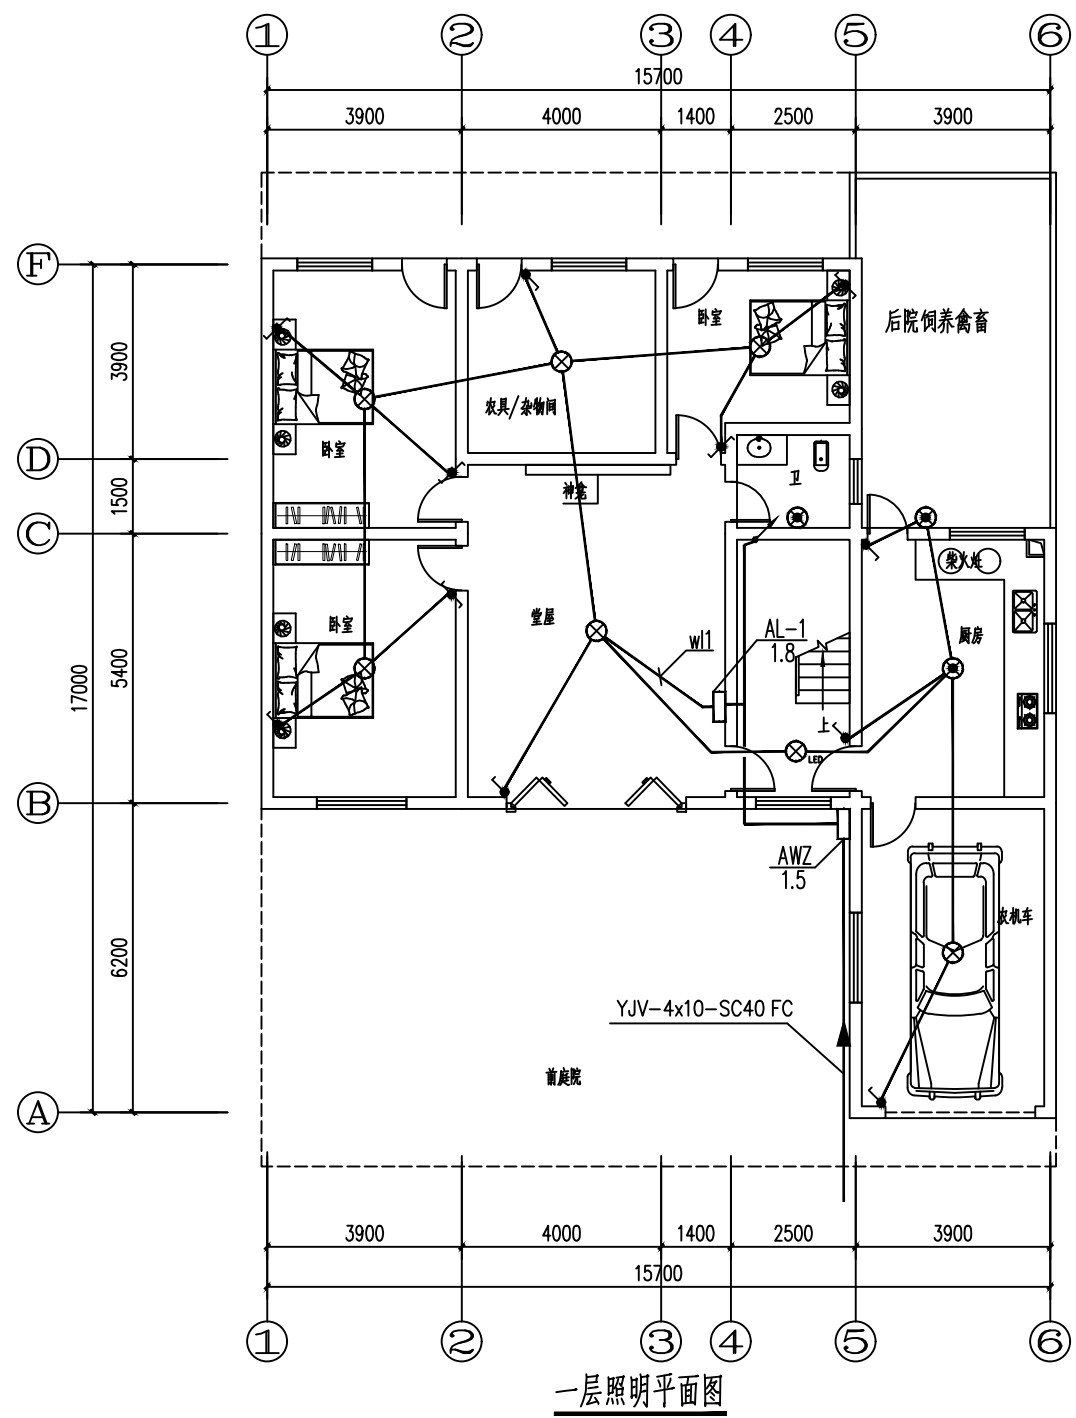 1 2 3 4 5 6
15700
3900 4000 1400 2500 3900
F
D
C
B
A
3900
1500
5400
6200
17000
卧室
后院饲养禽畜
农具/杂物间
卧室
卫
神龛
柴火灶
堂屋
卧室
wl1
AL-1
1.8
厨房
上
LED
AWZ
1.5
农机车
YJV-4x10-SC40 FC
前庭院
3900 4000 1400 2500 3900
15700
1 2 3 4 5 6
一层照明平面图